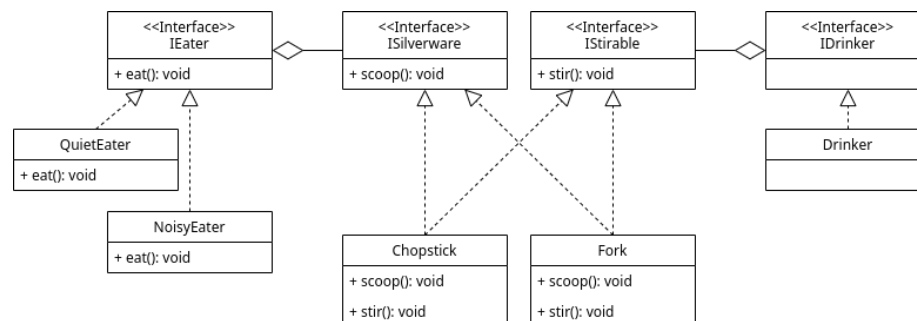 <<Interface>>
IEater
+ eat(): void
<<Interface>>
ISilverware
+ scoop(): void
<<Interface>>
IStirable
+ stir(): void
<<Interface>>
IDrinker
QuietEater
+ eat(): void
Drinker
NoisyEater
+ eat(): void
Chopstick
+ scoop(): void
+ stir(): void
Fork
+ scoop(): void
+ stir(): void